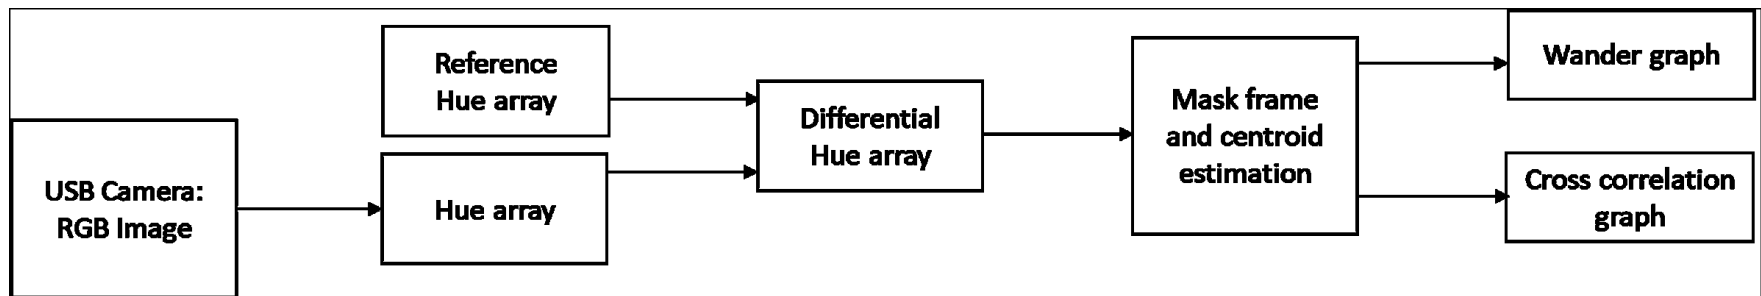 USB Camera:
RGB Image
Reference
Hue array
Hue array
Differential
Hue array
Mask frame
and centroid
estimation
Wander graph
Cross correlation
graph